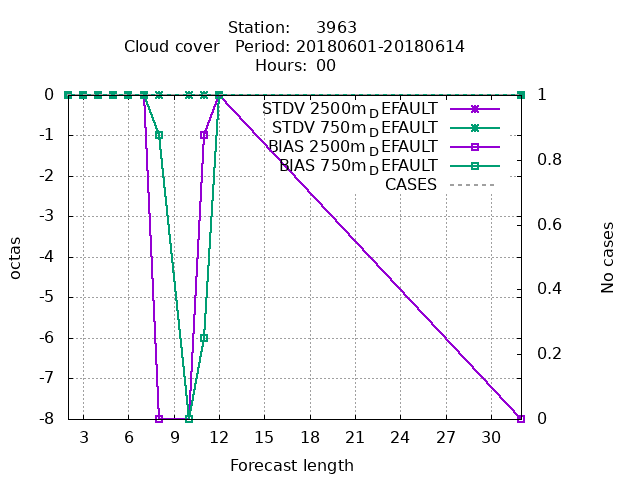 Station: 3963
Cloud cover Period: 20180601-20180614
Hours: 00
STDV 2500m_DEFAULT
STDV 750m_DEFAULT
BIAS 2500m_DEFAULT
BIAS 750m_DEFAULT
CASES
0
-1
-2
-3
-4
-5
-6
-7
-8
octas
1
0.8
0.6
0.4
0.2
0
No cases
3 6 9 12 15 18 21 24 27 30
Forecast length